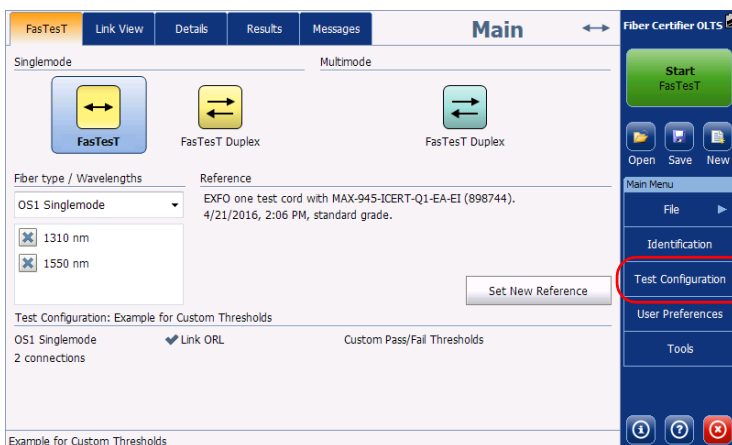 FasTesT Link View Details Results Messages Main
Fiber Certifier OLTS
Singlemode Multimode
FasTesT FasTesT Duplex FasTesT Duplex
Start
FasTesT
Open Save New
Fiber type / Wavelengths Reference
OS1 Singlemode
EXFO one test cord with MAX-945-ICERT-Q1-EA-EI (898744).
4/21/2016, 2:06 PM, standard grade.
1310 nm
1550 nm
Set New Reference
Main Menu
File
Identification
Test Configuration
User Preferences
Tools
Test Configuration: Example for Custom Thresholds
OS1 Singlemode Link ORL Custom Pass/Fail Thresholds
2 connections
Example for Custom Thresholds